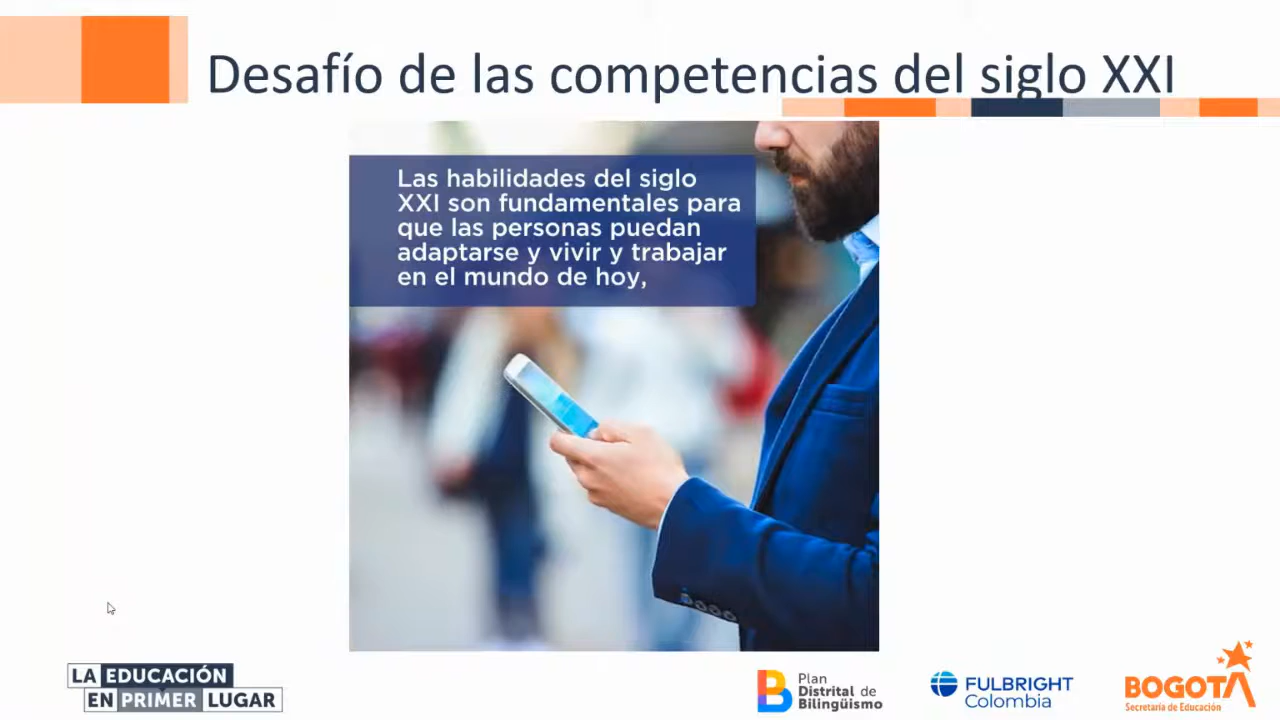 Desafío de las competencias del siglo XXI
Las habilidades del siglo
XXI son fundamentales para
que las personas puedan
adaptarse y vivir y trabajar
en el mundo de hoy,
LA EDUCACIÓN
EN PRIMER LUGAR
B
Plan
Distrital de
Bilingüismo
FULBRIGHT
Colombia
BOGOTÁ
Secretaría de Educación